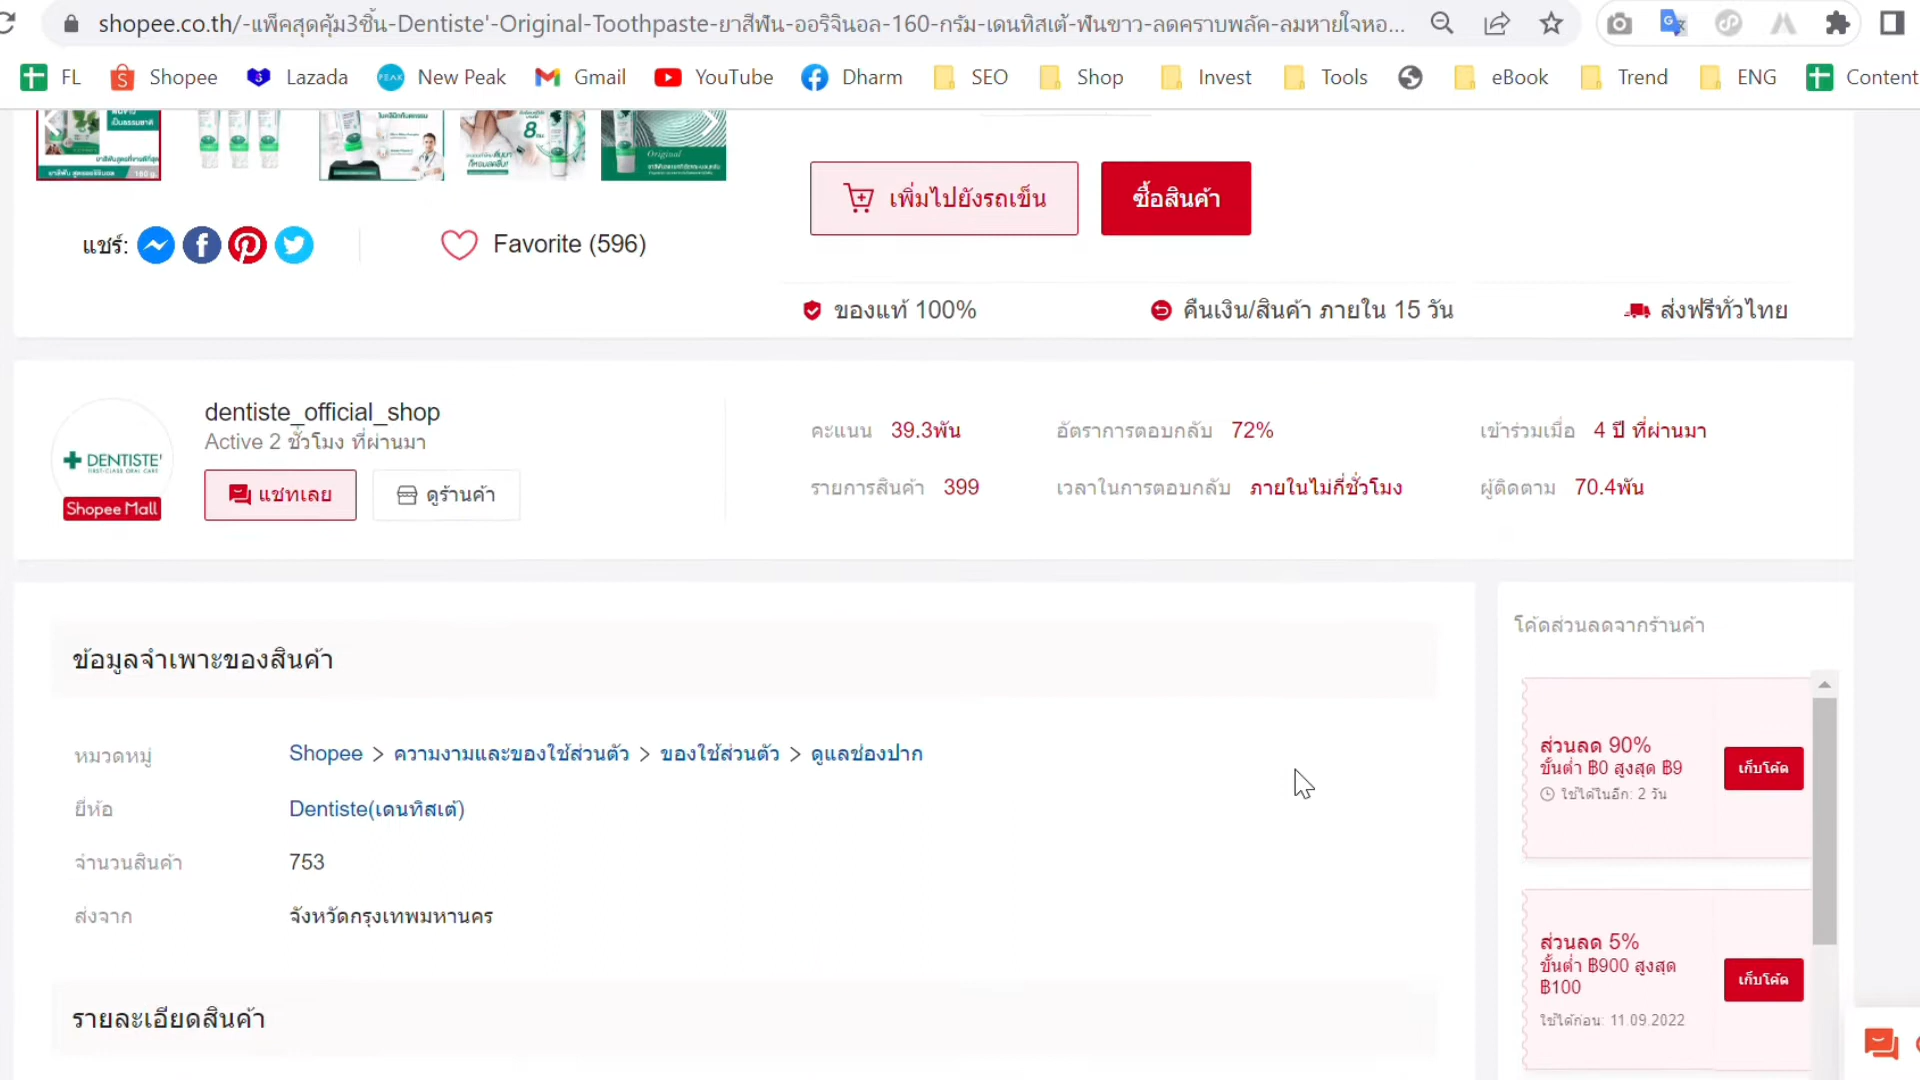 shopee.co.th/-แพ็คสุดคุ้ม3ชิ้น-Dentiste'-Original-Toothpaste-ยาสีฟัน-ออริจินอล-160-กรัม-เดนทิสเต้-ฟันขาว-ลดคราบพลัค-ลมหายใจหอ...
FL Shopee Lazada New Peak Gmail YouTube Dharm SEO Shop Invest Tools eBook Trend ENG Content
เป็นธรรมชาติ
8
Original
160 g.
เพิ่มไปยังรถเข็น
ซื้อสินค้า
แชร์:
Favorite (596)
ของแท้ 100%
คืนเงิน/สินค้า ภายใน 15 วัน
ส่งฟรีทั่วไทย
DENTISTE'
FIRST-CLASS ORAL CARE
Shopee Mall
dentiste_official_shop
Active 2 ชั่วโมง ที่ผ่านมา
แชทเลย
ดูร้านค้า
คะแนน 39.3พัน
อัตราการตอบกลับ 72%
เข้าร่วมเมื่อ 4 ปี ที่ผ่านมา
รายการสินค้า 399
เวลาในการตอบกลับ ภายในไม่กี่ชั่วโมง
ผู้ติดตาม 70.4พัน
ข้อมูลจำเพาะของสินค้า
หมวดหมู่ Shopee > ความงามและของใช้ส่วนตัว > ของใช้ส่วนตัว > ดูแลช่องปาก
ยี่ห้อ Dentiste(เดนทิสเต้)
จำนวนสินค้า 753
ส่งจาก จังหวัดกรุงเทพมหานคร
รายละเอียดสินค้า
โค้ดส่วนลดจากร้านค้า
ส่วนลด 90%
ขั้นต่ำ ฿0 สูงสุด ฿9
ใช้ได้ในอีก: 2 วัน
เก็บโค้ด
ส่วนลด 5%
ขั้นต่ำ ฿900 สูงสุด
฿100
ใช้ได้ก่อน: 11.09.2022
เก็บโค้ด